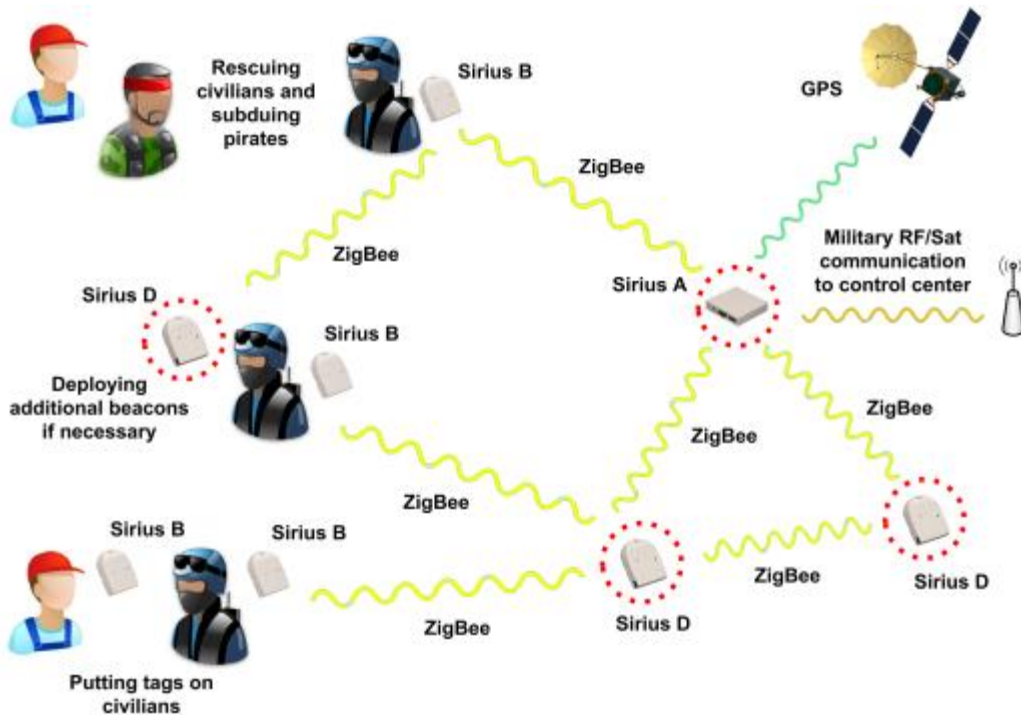 Rescuing
civilians and
subduing
pirates
Sirius B
GPS
ZigBee
ZigBee
Military RF/Sat
communication
to control center
Sirius A
Sirius D
Sirius B
Deploying
additional beacons
if necessary
ZigBee
ZigBee
ZigBee
Sirius B
Sirius B
ZigBee
ZigBee
Sirius D
Sirius D
Putting tags on
civilians